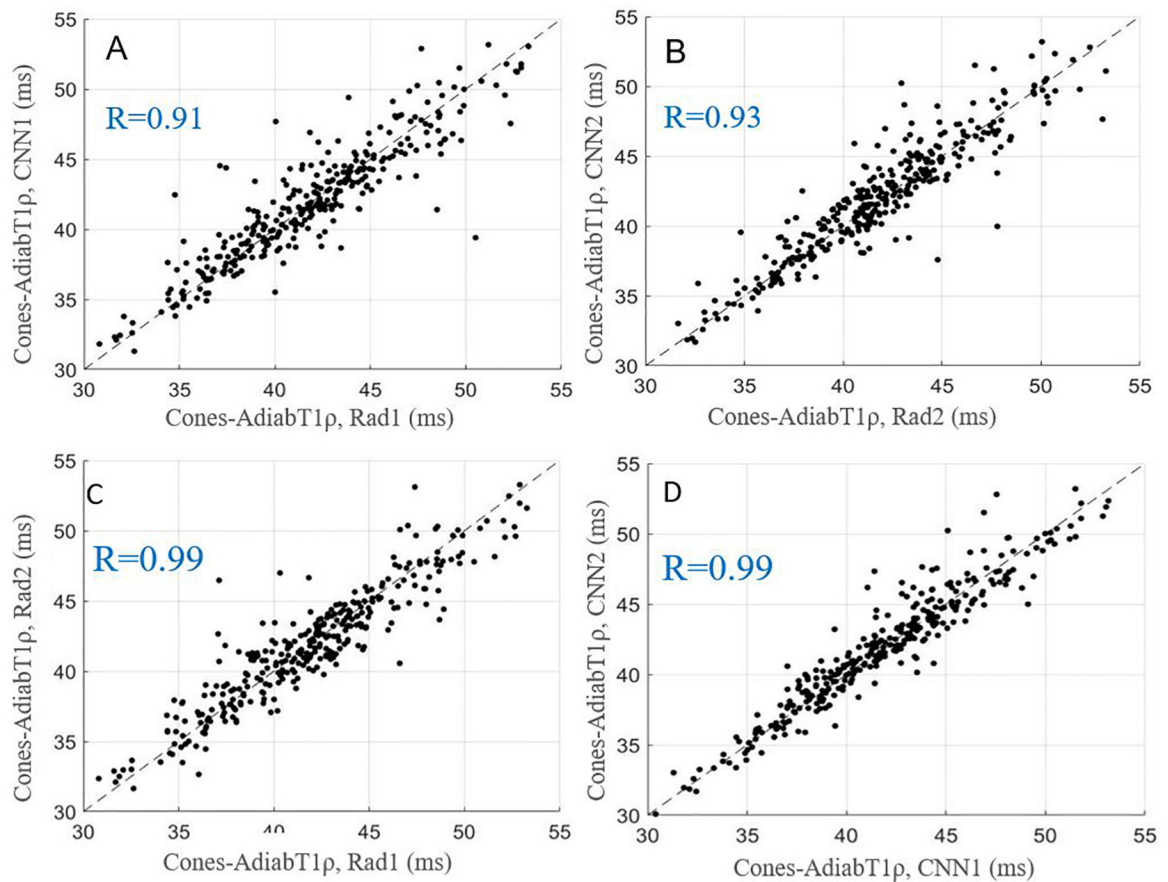 A
R=0.91
Cones-AdiabT1ρ, CNN1 (ms)
55
50
45
40
35
30
30 35 40 45 50 55
Cones-AdiabT1ρ, Rad1 (ms)
B
R=0.93
Cones-AdiabT1ρ, CNN2 (ms)
55
50
45
40
35
30
30 35 40 45 50 55
Cones-AdiabT1ρ, Rad2 (ms)
C
R=0.99
Cones-AdiabT1ρ, Rad2 (ms)
55
50
45
40
35
30
30 35 40 45 50 55
Cones-AdiabT1ρ, Rad1 (ms)
D
R=0.99
Cones-AdiabT1ρ, CNN2 (ms)
55
50
45
40
35
30
30 35 40 45 50 55
Cones-AdiabT1ρ, CNN1 (ms)